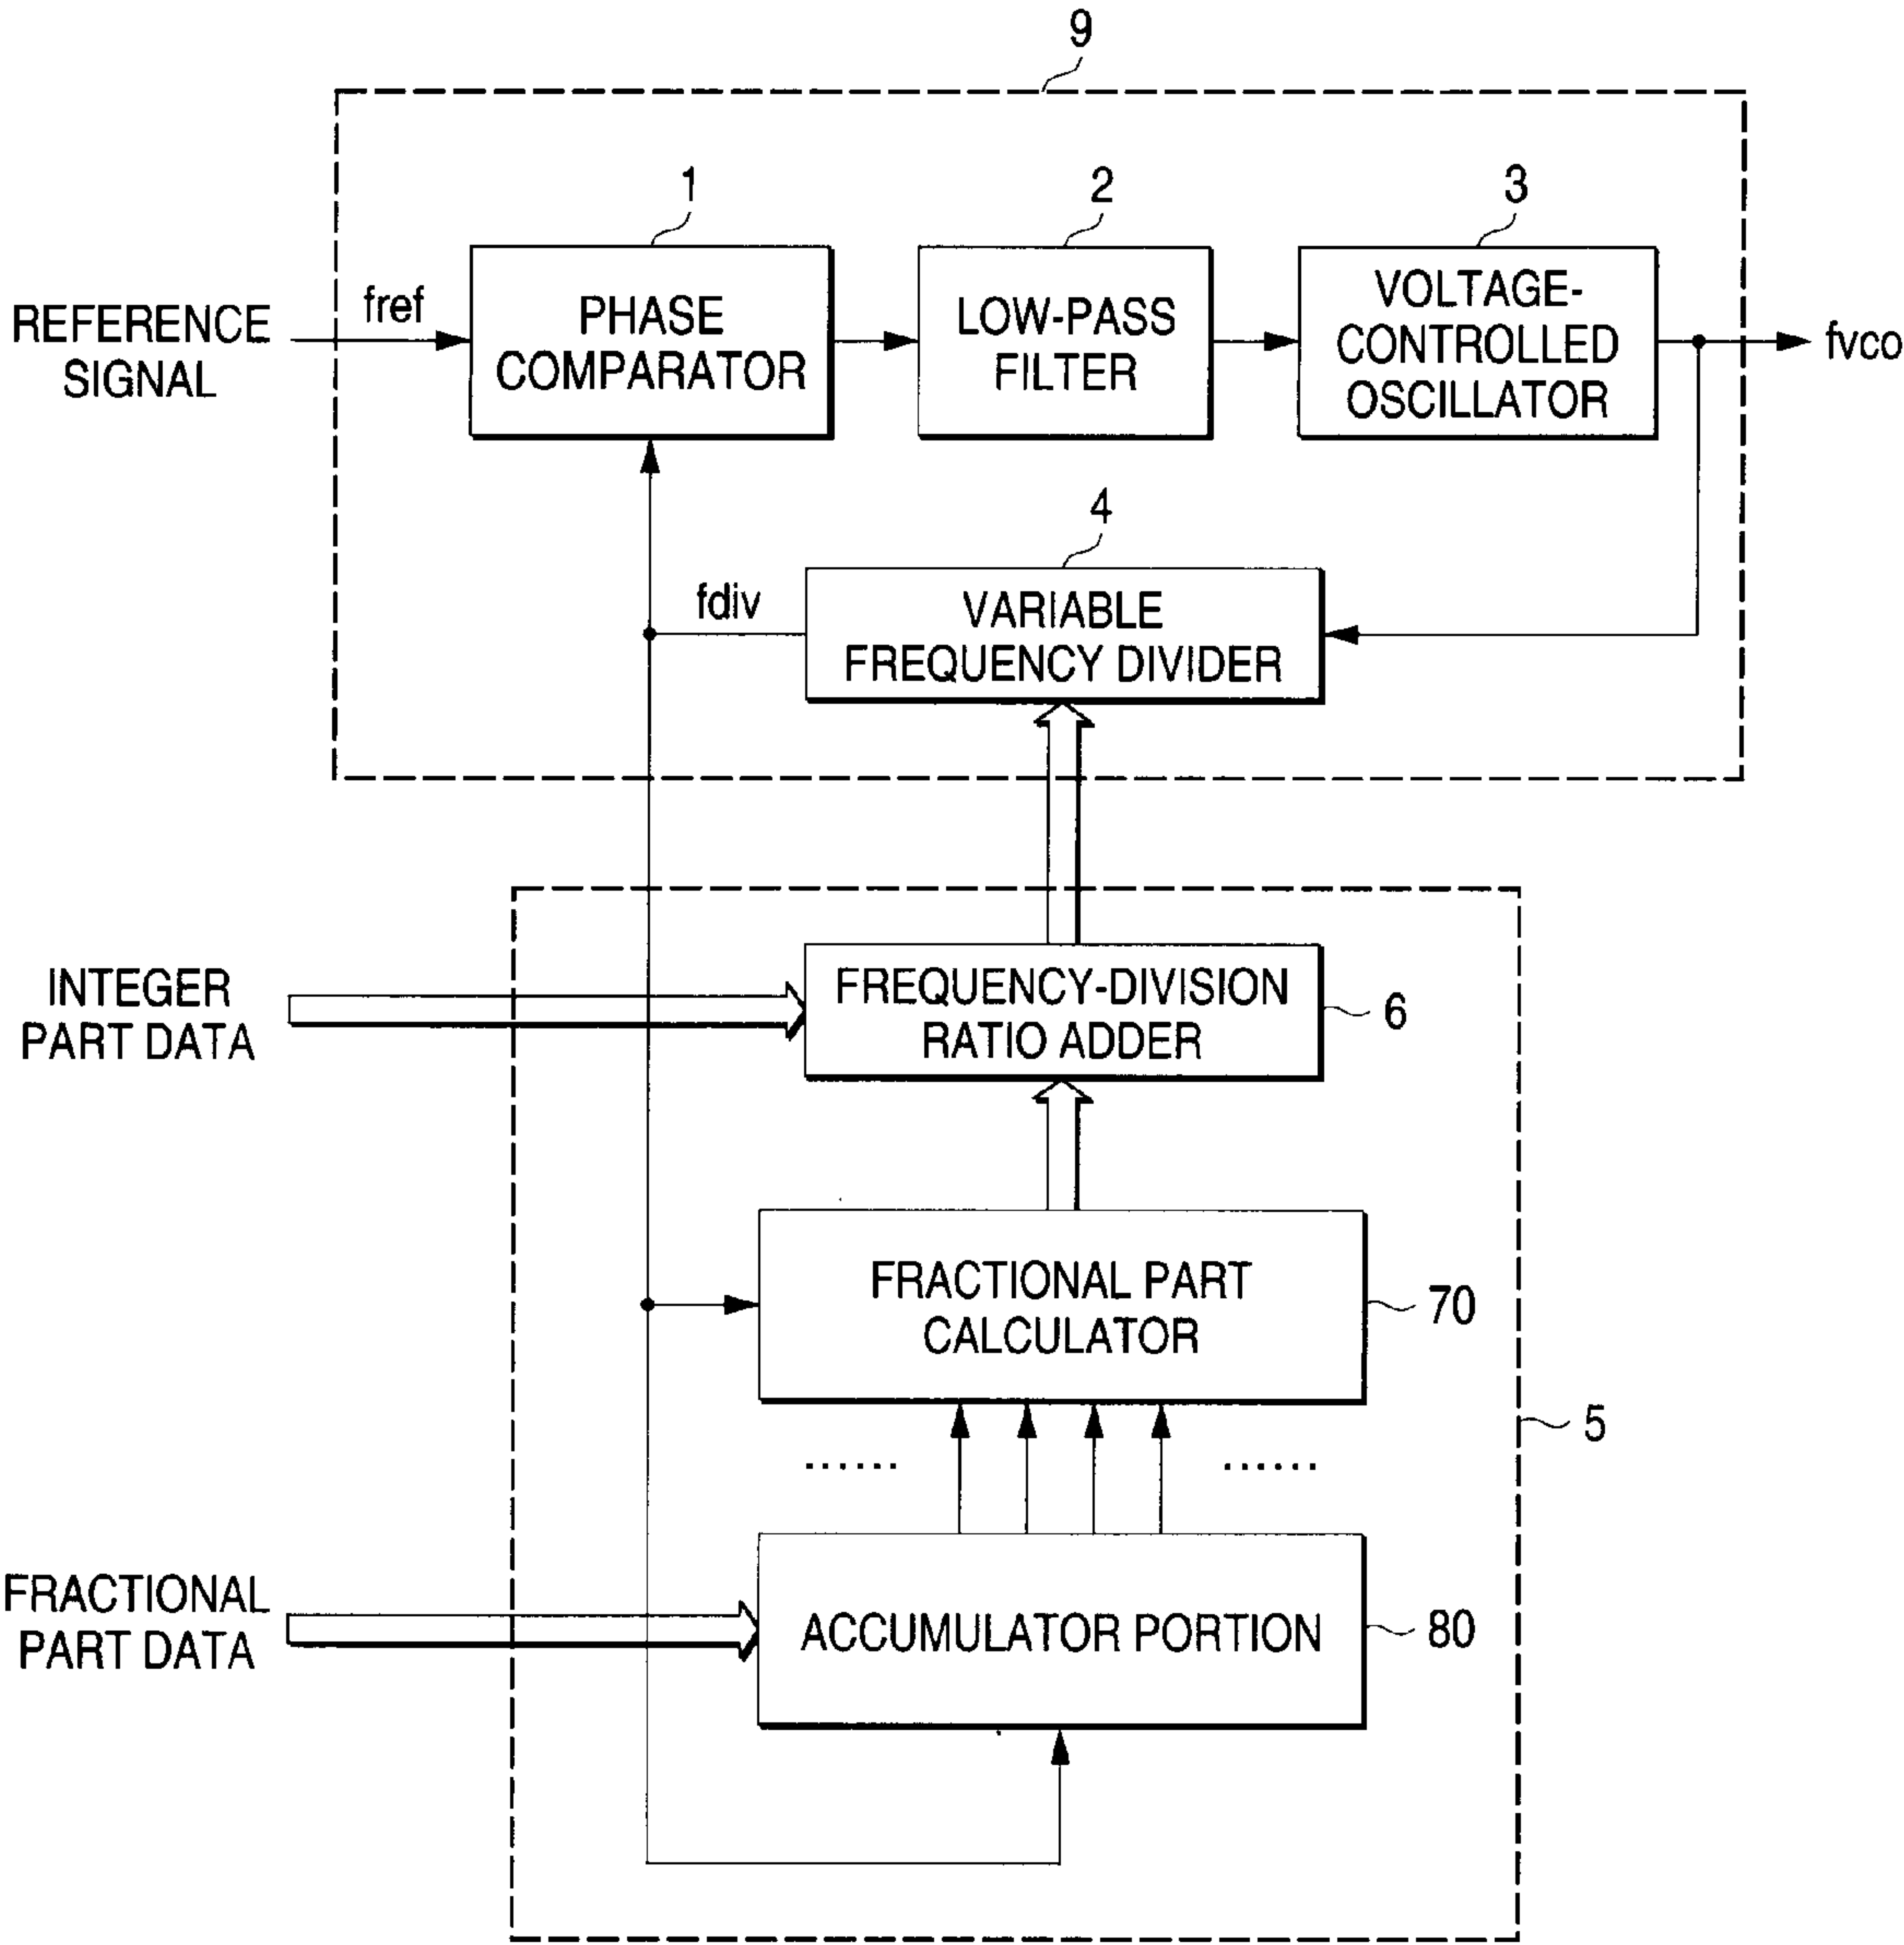 9
1
2
3
REFERENCE
SIGNAL
fref
PHASE
COMPARATOR
LOW-PASS
FILTER
VOLTAGE-
CONTROLLED
OSCILLATOR
fvco
4
fdiv
VARIABLE
FREQUENCY DIVIDER
INTEGER
PART DATA
FREQUENCY-DIVISION
RATIO ADDER
6
FRACTIONAL PART
CALCULATOR
70
5
......
......
FRACTIONAL
PART DATA
ACCUMULATOR PORTION
80